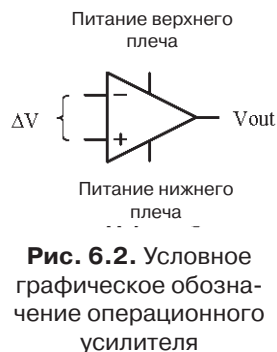 Питание верхнего
плеча
−
ΔV
+
Vout
Питание нижнего
плеча
Рис. 6.2. Условное
графическое обозна-
чение операционного
усилителя